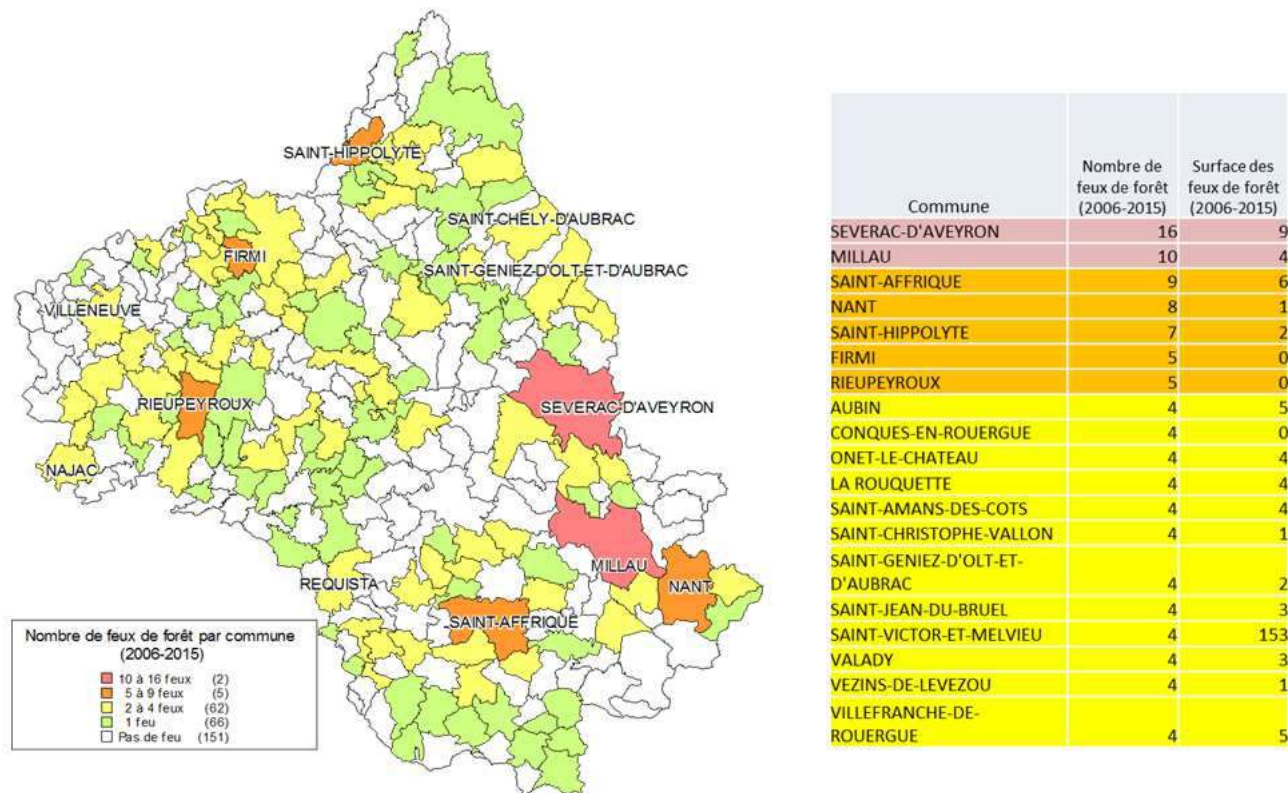 SAINT-HIPPOLYTE
SAINT-CHELY-D'AUBRAC
FIRMI
SAINT-GENIEZ-D'OLT-ET-D'AUBRAC
VILLENEUVE
RIEUPEYROUX
SEVERAC-D'AVEYRON
NAJAC
MILLAU
REQUISTA
NANT
SAINT-AFFRIQUE
Nombre de feux de forêt par commune
(2006-2015)
10 à 16 feux (2)
5 à 9 feux (5)
2 à 4 feux (62)
1 feu (66)
Pas de feu (151)
Commune
Nombre de
feux de forêt
(2006-2015)
Surface des
feux de forêt
(2006-2015)
SEVERAC-D'AVEYRON 16 9
MILLAU 10 4
SAINT-AFFRIQUE 9 6
NANT 8 1
SAINT-HIPPOLYTE 7 2
FIRMI 5 0
RIEUPEYROUX 5 0
AUBIN 4 5
CONQUES-EN-ROUERGUE 4 0
ONET-LE-CHATEAU 4 4
LA ROUQUETTE 4 4
SAINT-AMANS-DES-COTS 4 4
SAINT-CHRISTOPHE-VALLON 4 1
SAINT-GENIEZ-D'OLT-ET-
D'AUBRAC 4 2
SAINT-JEAN-DU-BRUEL 4 3
SAINT-VICTOR-ET-MELVIEU 4 153
VALADY 4 3
VEZINS-DE-LEVEZOU 4 1
VILLEFRANCHE-DE-
ROUERGUE 4 5